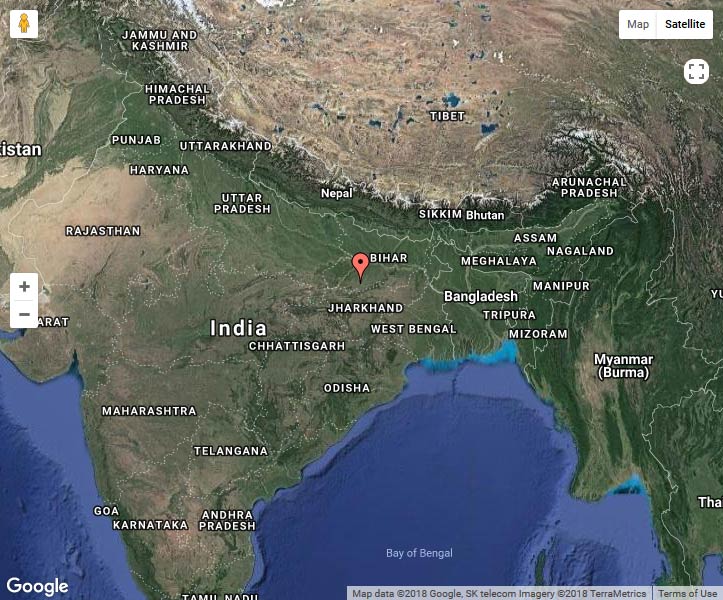 Map Satellite
JAMMU AND
KASHMIR
HIMACHAL
PRADESH
TIBET
PUNJAB
UTTARAKHAND
istan
HARYANA
Nepal
ARUNACHAL
PRADESH
UTTAR
PRADESH
SIKKIM Bhutan
RAJASTHAN
ASSAM
NAGALAND
BIHAR
MEGHALAYA
MANIPUR
+
Bangladesh
YU
JHARKHAND
TRIPURA
−
ARAT
India
WEST BENGAL
MIZORAM
CHHATTISGARH
Myanmar
(Burma)
ODISHA
MAHARASHTRA
TELANGANA
Tha
GOA
KARNATAKA
ANDHRA
PRADESH
Bay of Bengal
Google
TAMIL NADU
Map data ©2018 Google, SK telecom Imagery ©2018 TerraMetrics
Terms of Use